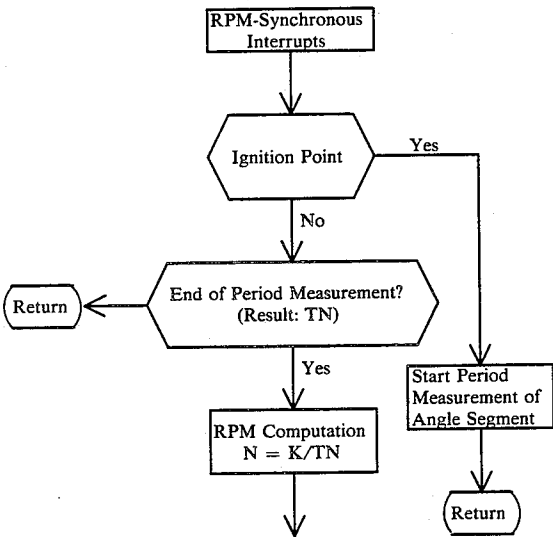 RPM-Synchronous
Interrupts
Ignition Point
Yes
No
End of Period Measurement?
(Result: TN)
Return
Yes
Start Period
Measurement of
Angle Segment
RPM Computation
N = K/TN
Return